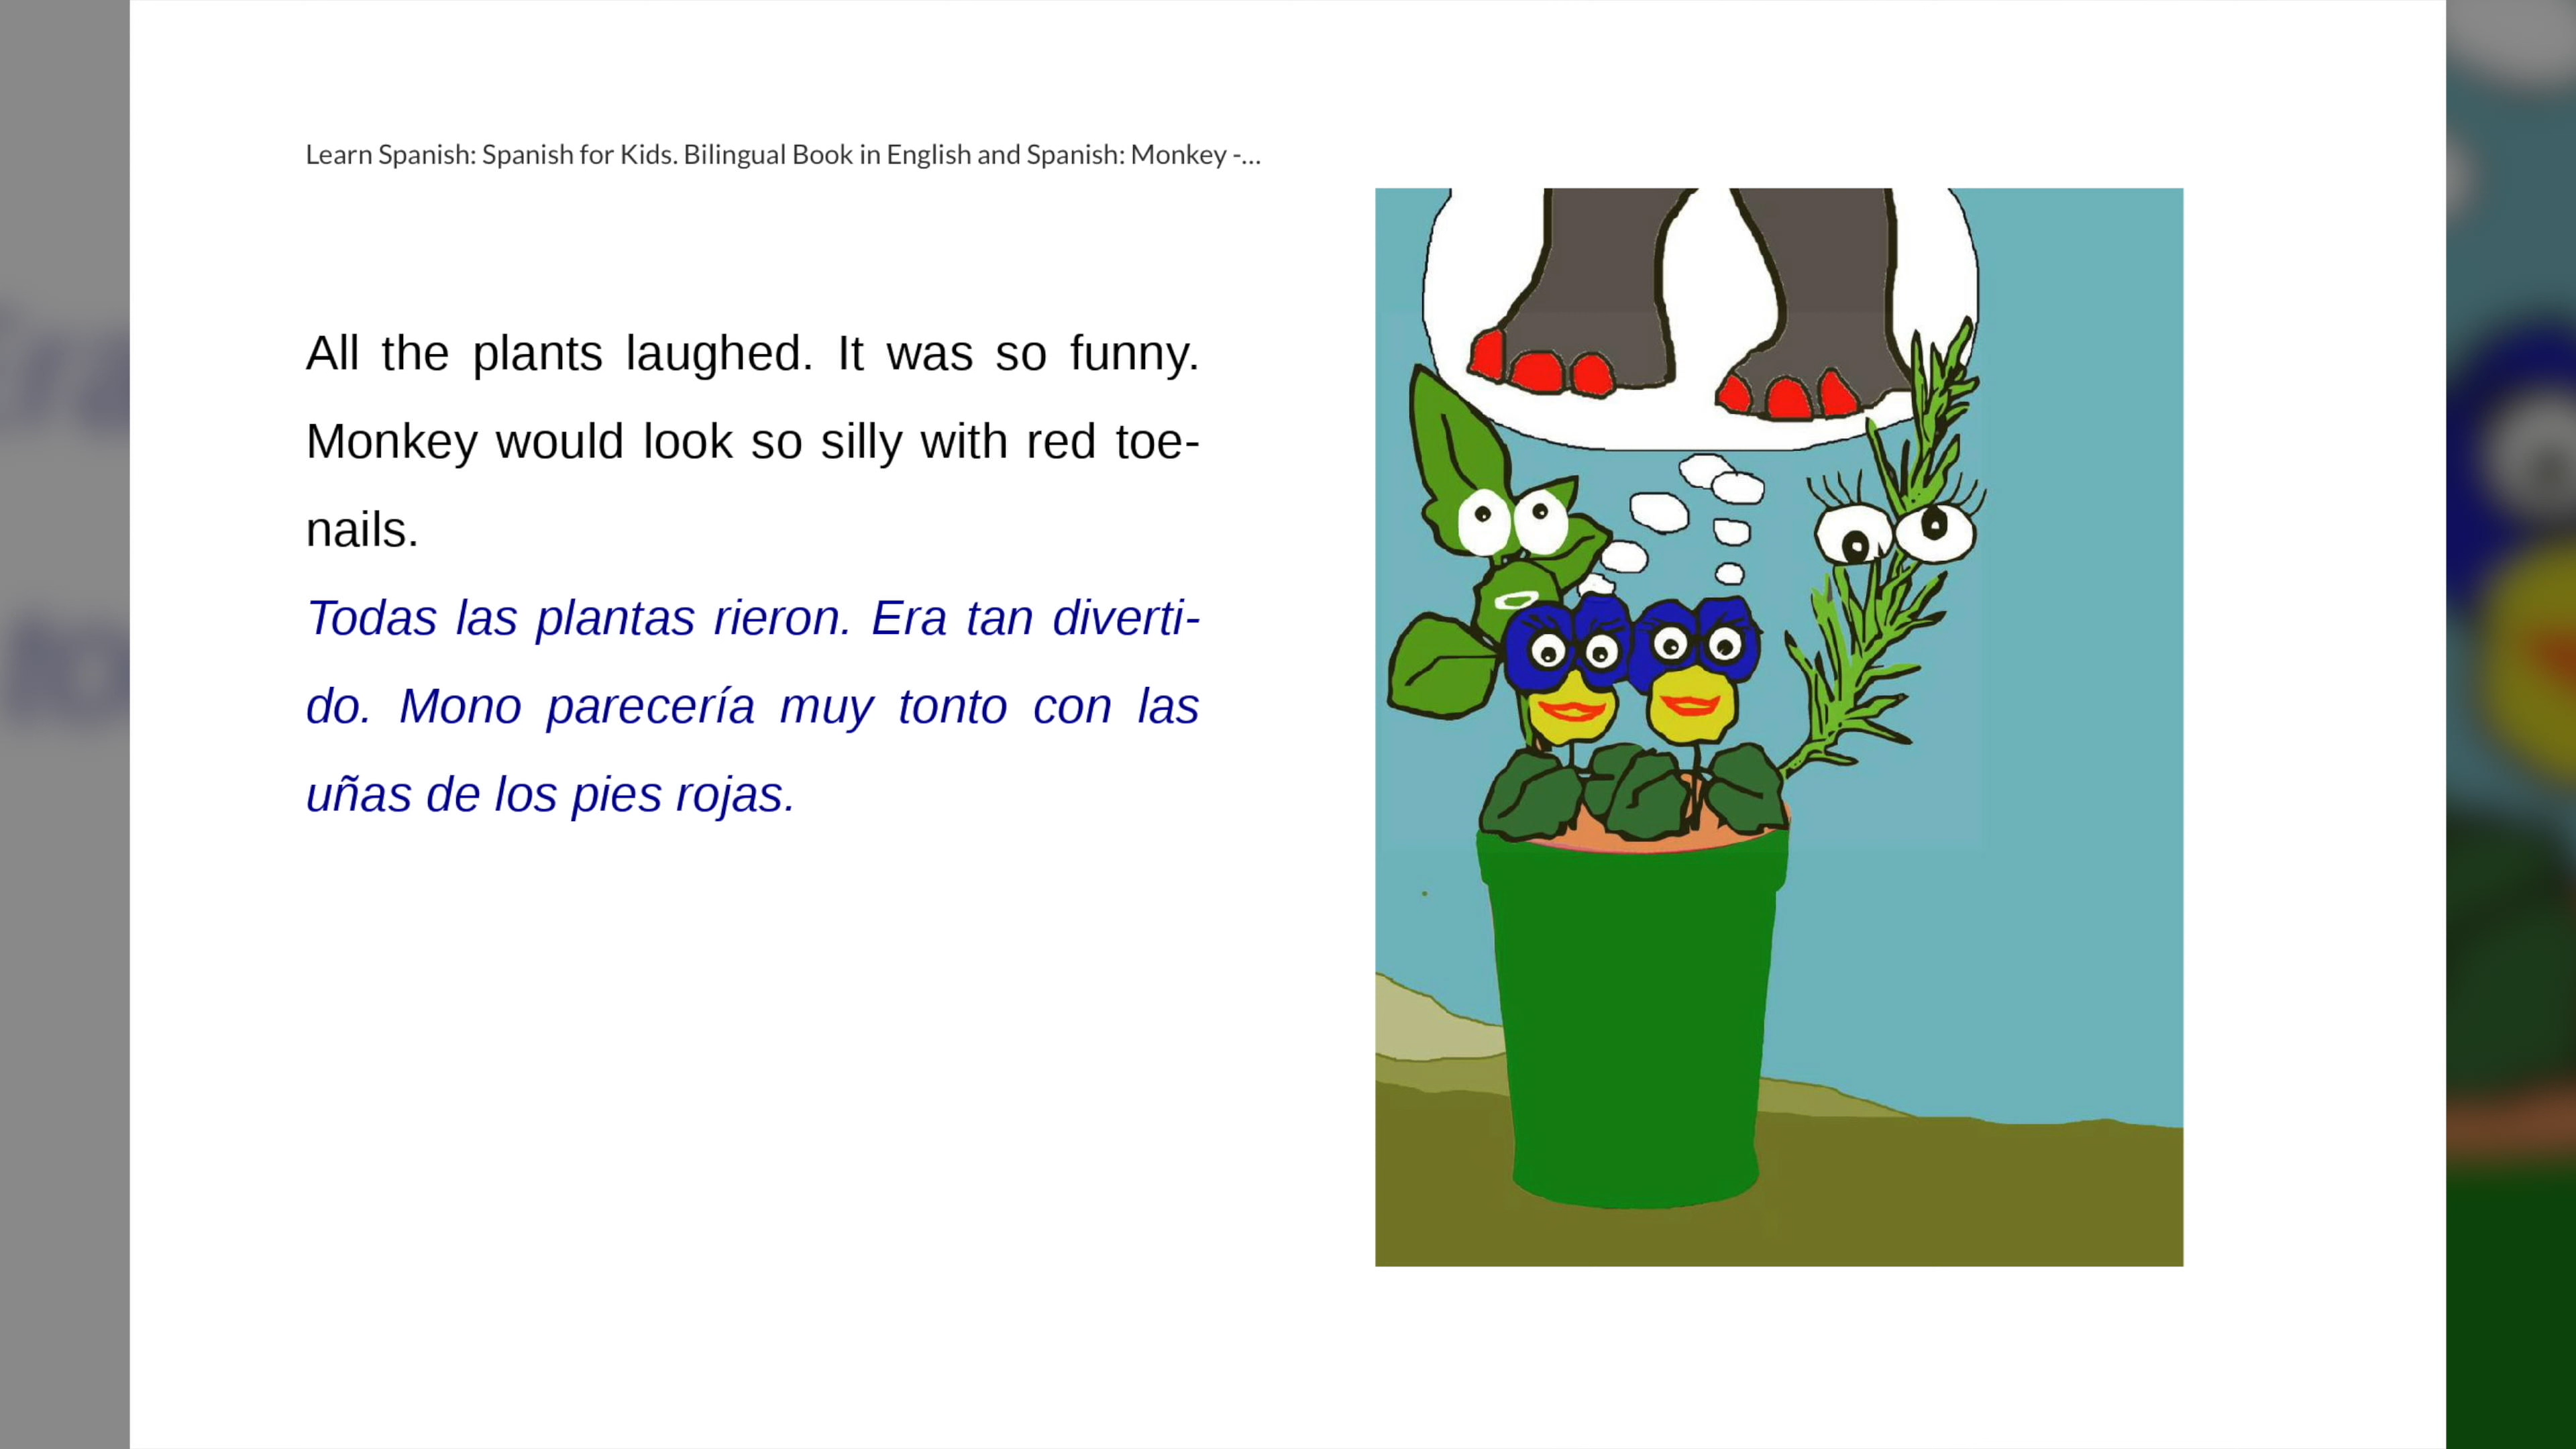 Learn Spanish: Spanish for Kids. Bilingual Book in English and Spanish: Monkey -...
All the plants laughed. It was so funny.
Monkey would look so silly with red toe-
nails.
Todas las plantas rieron. Era tan diverti-
do. Mono parecería muy tonto con las
uñas de los pies rojas.